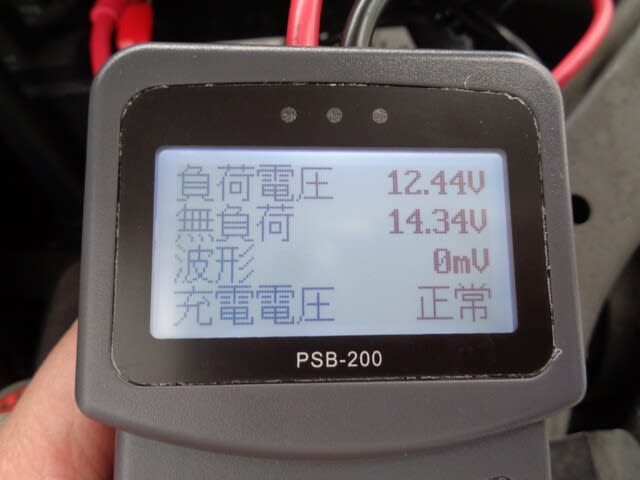 負荷電圧 12.44V
無負荷 14.34V
波形 0mV
充電電圧 正常
PSB-200